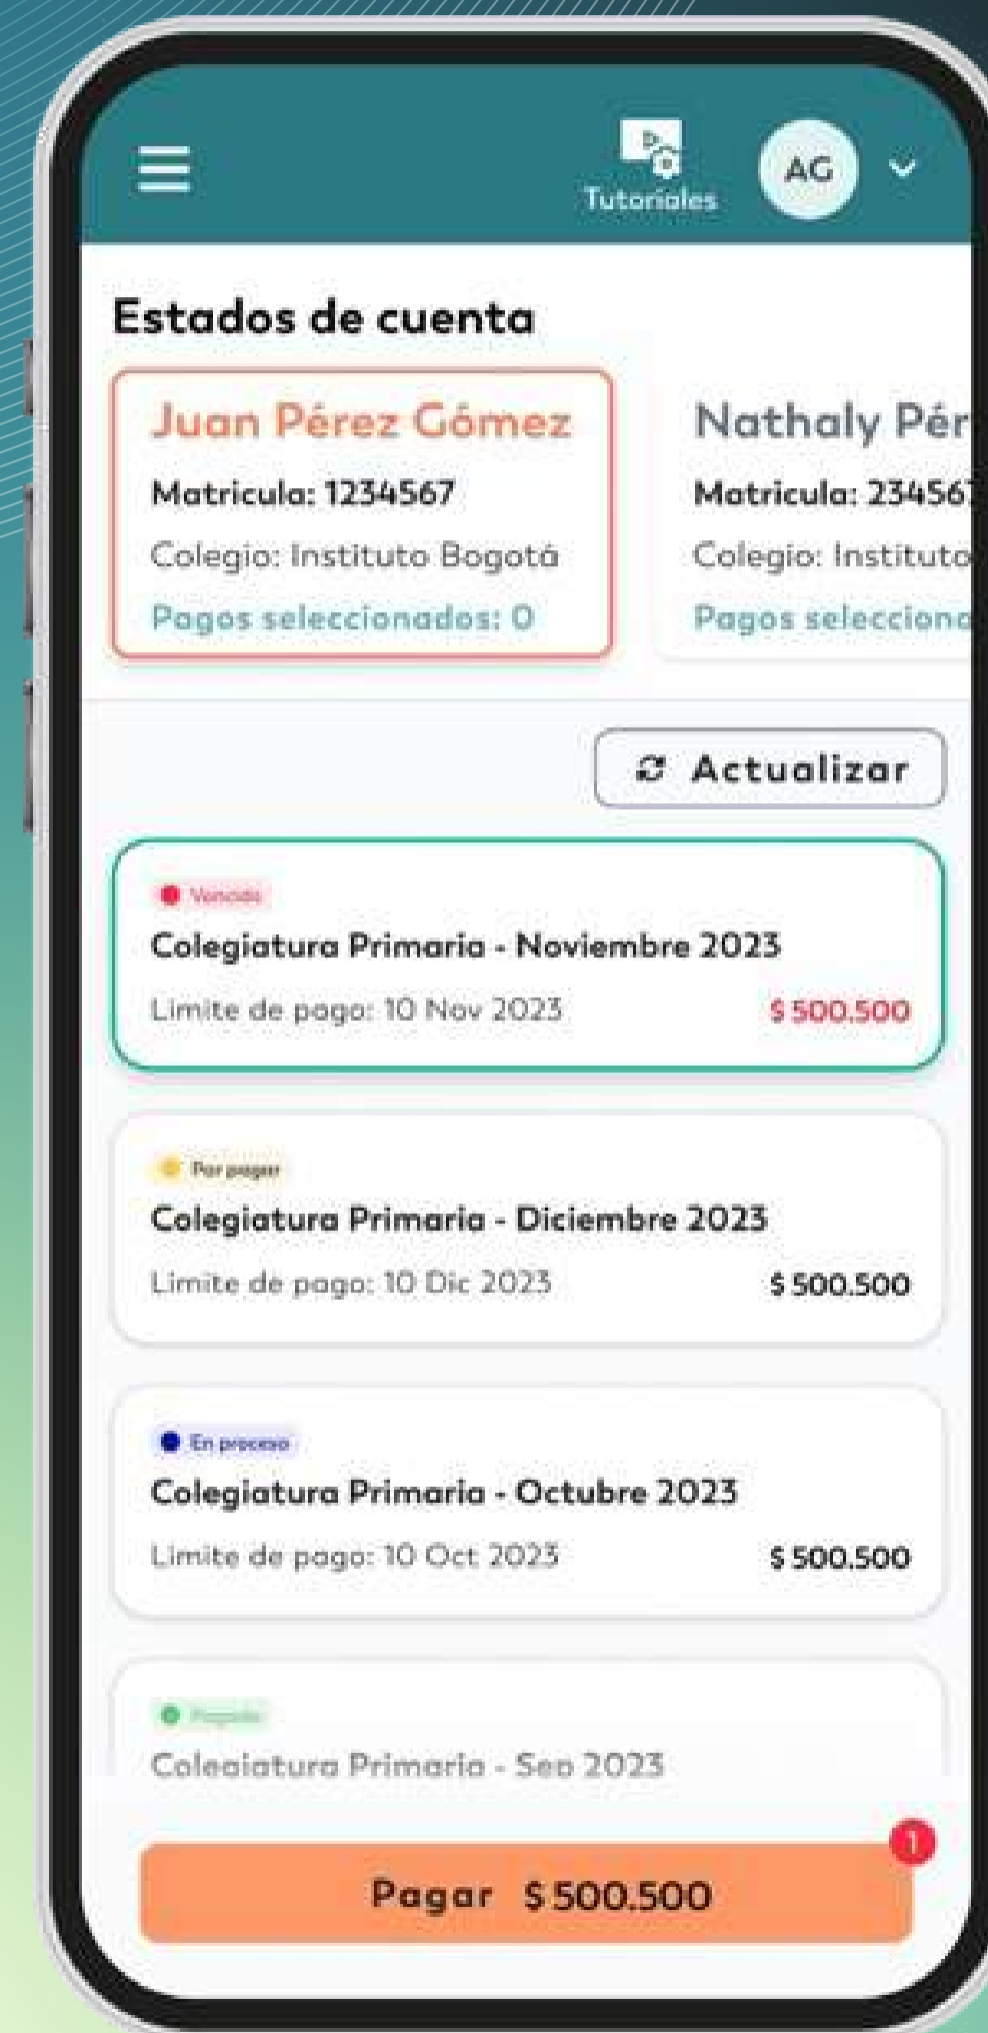 Tutoriales
AG
Estados de cuenta
Juan Pérez Gómez
Matricula: 1234567
Colegio: Instituto Bogotá
Pagos seleccionados: 0
Nathaly Pér
Matricula: 23456
Colegio: Instituto
Pagos selecciona
Actualizar
Vencido
Colegiatura Primaria - Noviembre 2023
Limite de pago: 10 Nov 2023
$ 500.500
Por pagar
Colegiatura Primaria - Diciembre 2023
Limite de pago: 10 Dic 2023
$ 500.500
En proceso
Colegiatura Primaria - Octubre 2023
Limite de pago: 10 Oct 2023
$ 500.500
Pagado
Colegiatura Primaria - Sep 2023
1
Pagar $ 500.500